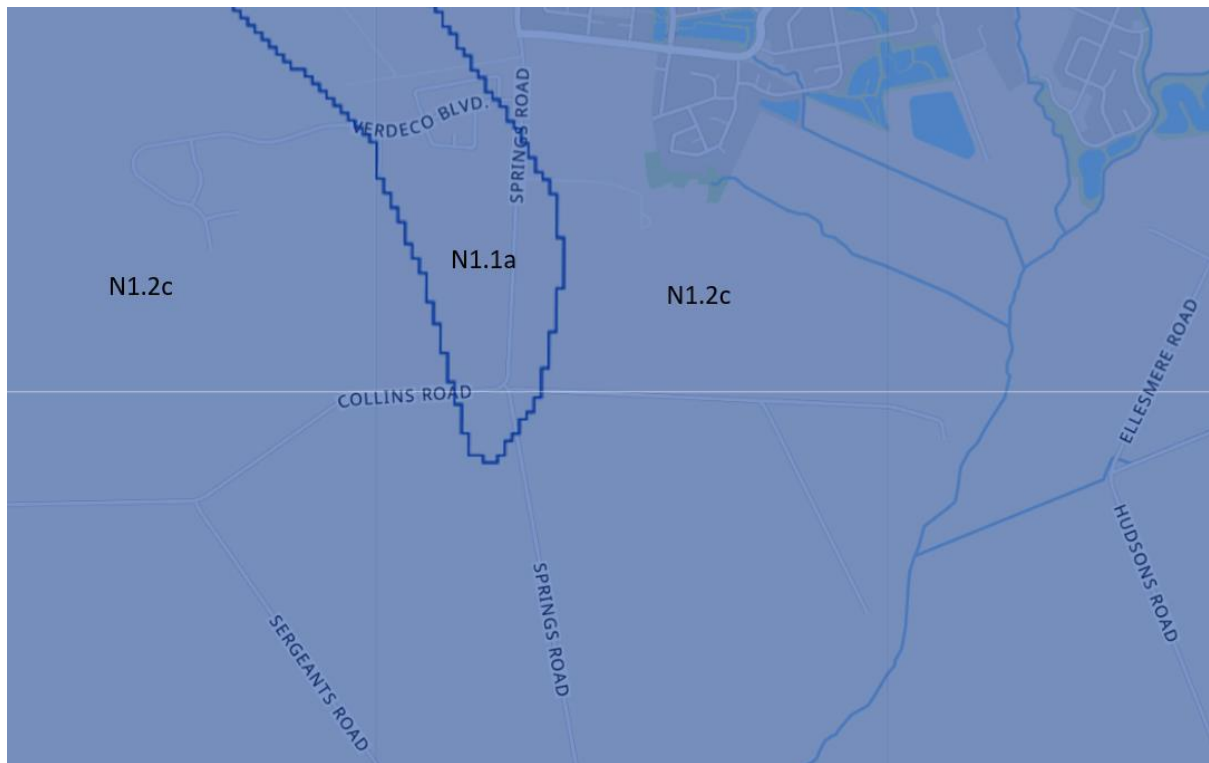 VERDECO BLVD.
SPRINGS ROAD
N1.1a
N1.2c
N1.2c
ELLESMERE ROAD
COLLINS ROAD
HUDSONS ROAD
SPRINGS ROAD
SERGEANTS ROAD